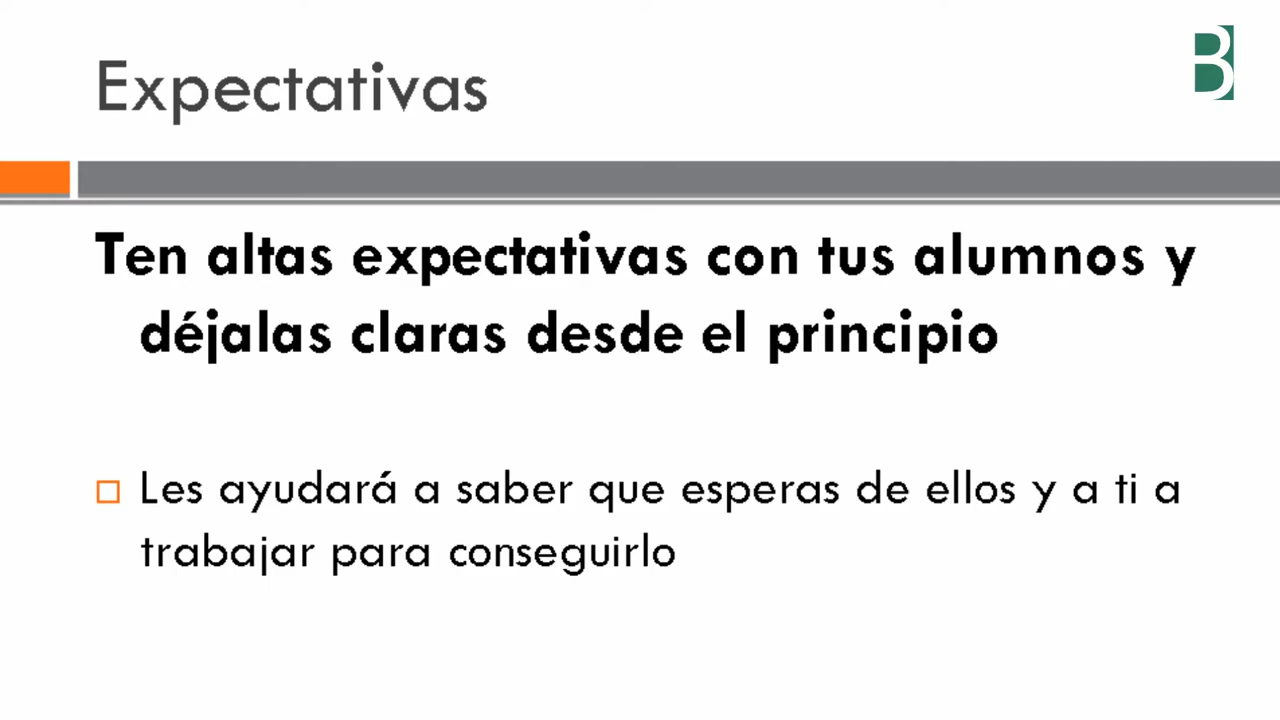 Expectativas
B
Ten altas expectativas con tus alumnos y
déjalas claras desde el principio
Les ayudará a saber que esperas de ellos y a ti a
trabajar para conseguirlo